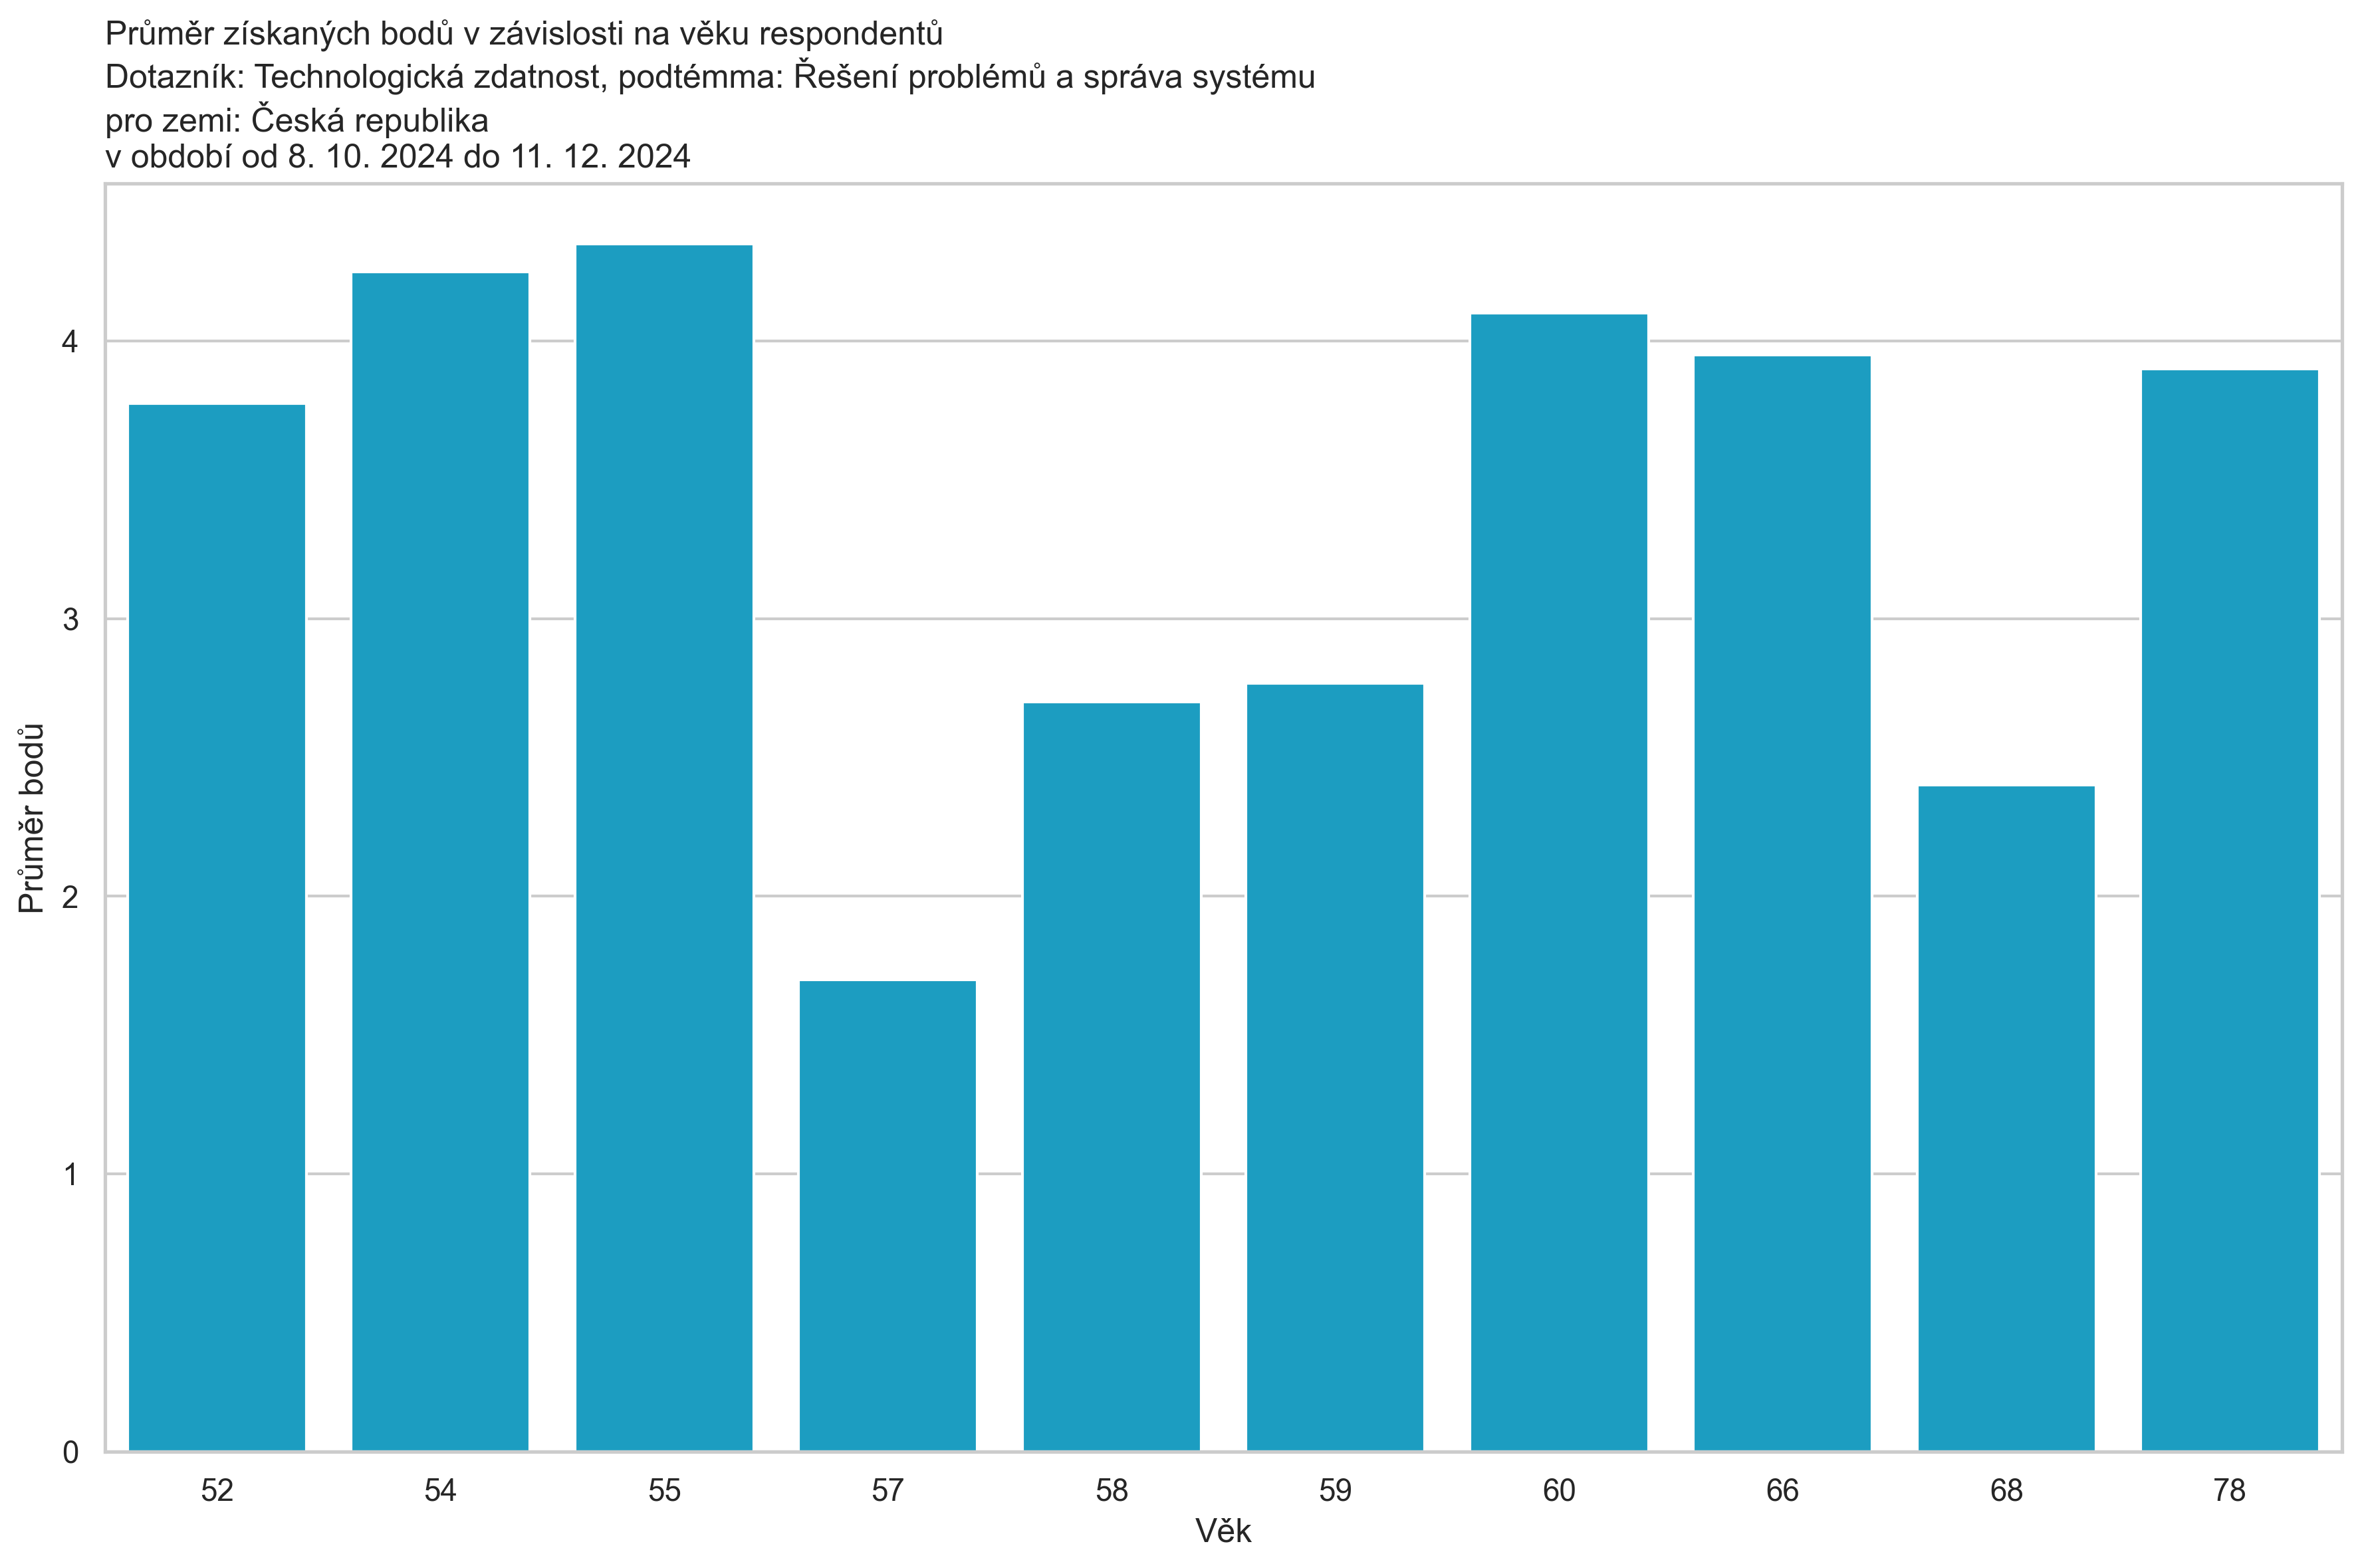 Průměr získaných bodů v závislosti na věku respondentů
Dotazník: Technologická zdatnost, podtémma: Řešení problémů a správa systému
pro zemi: Česká republika
v období od 8. 10. 2024 do 11. 12. 2024
4
3
2
1
0
Průměr bodů
52 54 55 57 58 59 60 66 68 78
Věk